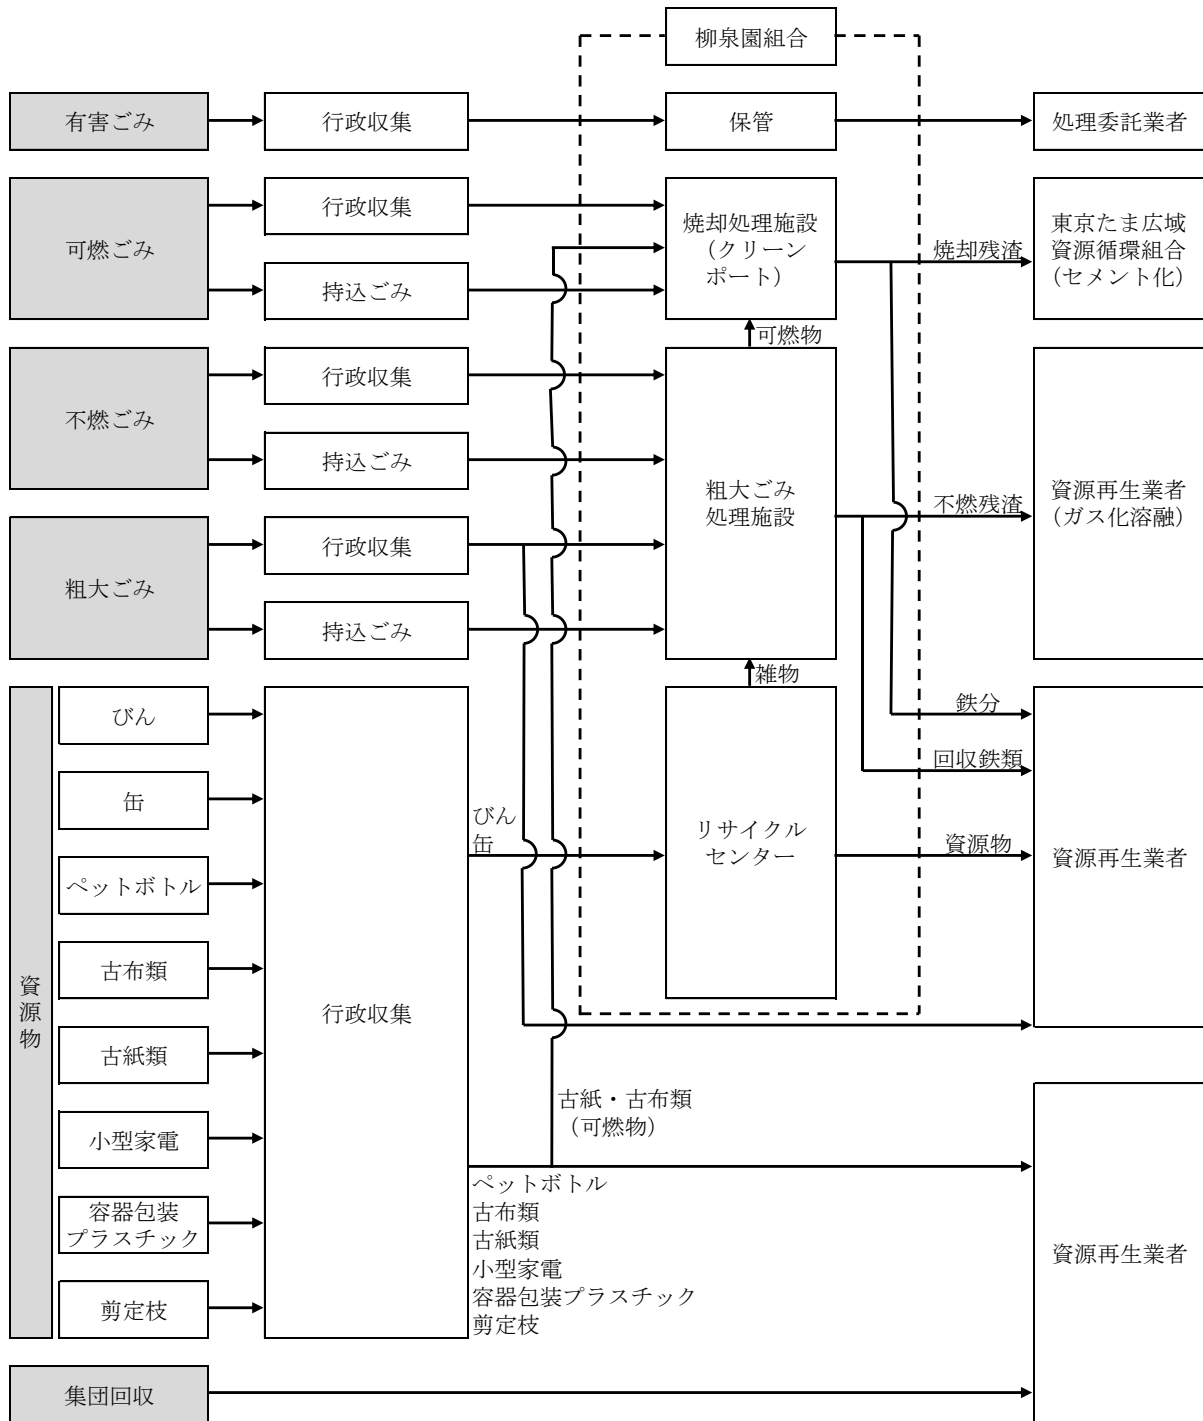 柳泉園組合
有害ごみ
行政収集
保管
処理委託業者
可燃ごみ
行政収集
持込ごみ
焼却処理施設
（クリーン
ポート）
焼却残渣
東京たま広域
資源循環組合
（セメント化）
可燃物
不燃ごみ
行政収集
持込ごみ
粗大ごみ
処理施設
不燃残渣
資源再生業者
（ガス化溶融）
粗大ごみ
行政収集
持込ごみ
雑物
資源物
びん
缶
ペットボトル
古布類
古紙類
小型家電
容器包装
プラスチック
剪定枝
行政収集
びん
缶
リサイクル
センター
鉄分
回収鉄類
資源物
資源再生業者
古紙・古布類
（可燃物）
ペットボトル
古布類
古紙類
小型家電
容器包装プラスチック
剪定枝
資源再生業者
集団回収